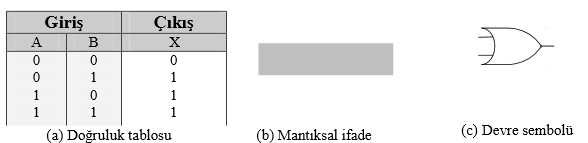 Giriş Çıkış
A B X
0 0 0
0 1 1
1 0 1
1 1 1
(a) Doğruluk tablosu (b) Mantıksal ifade (c) Devre sembolü